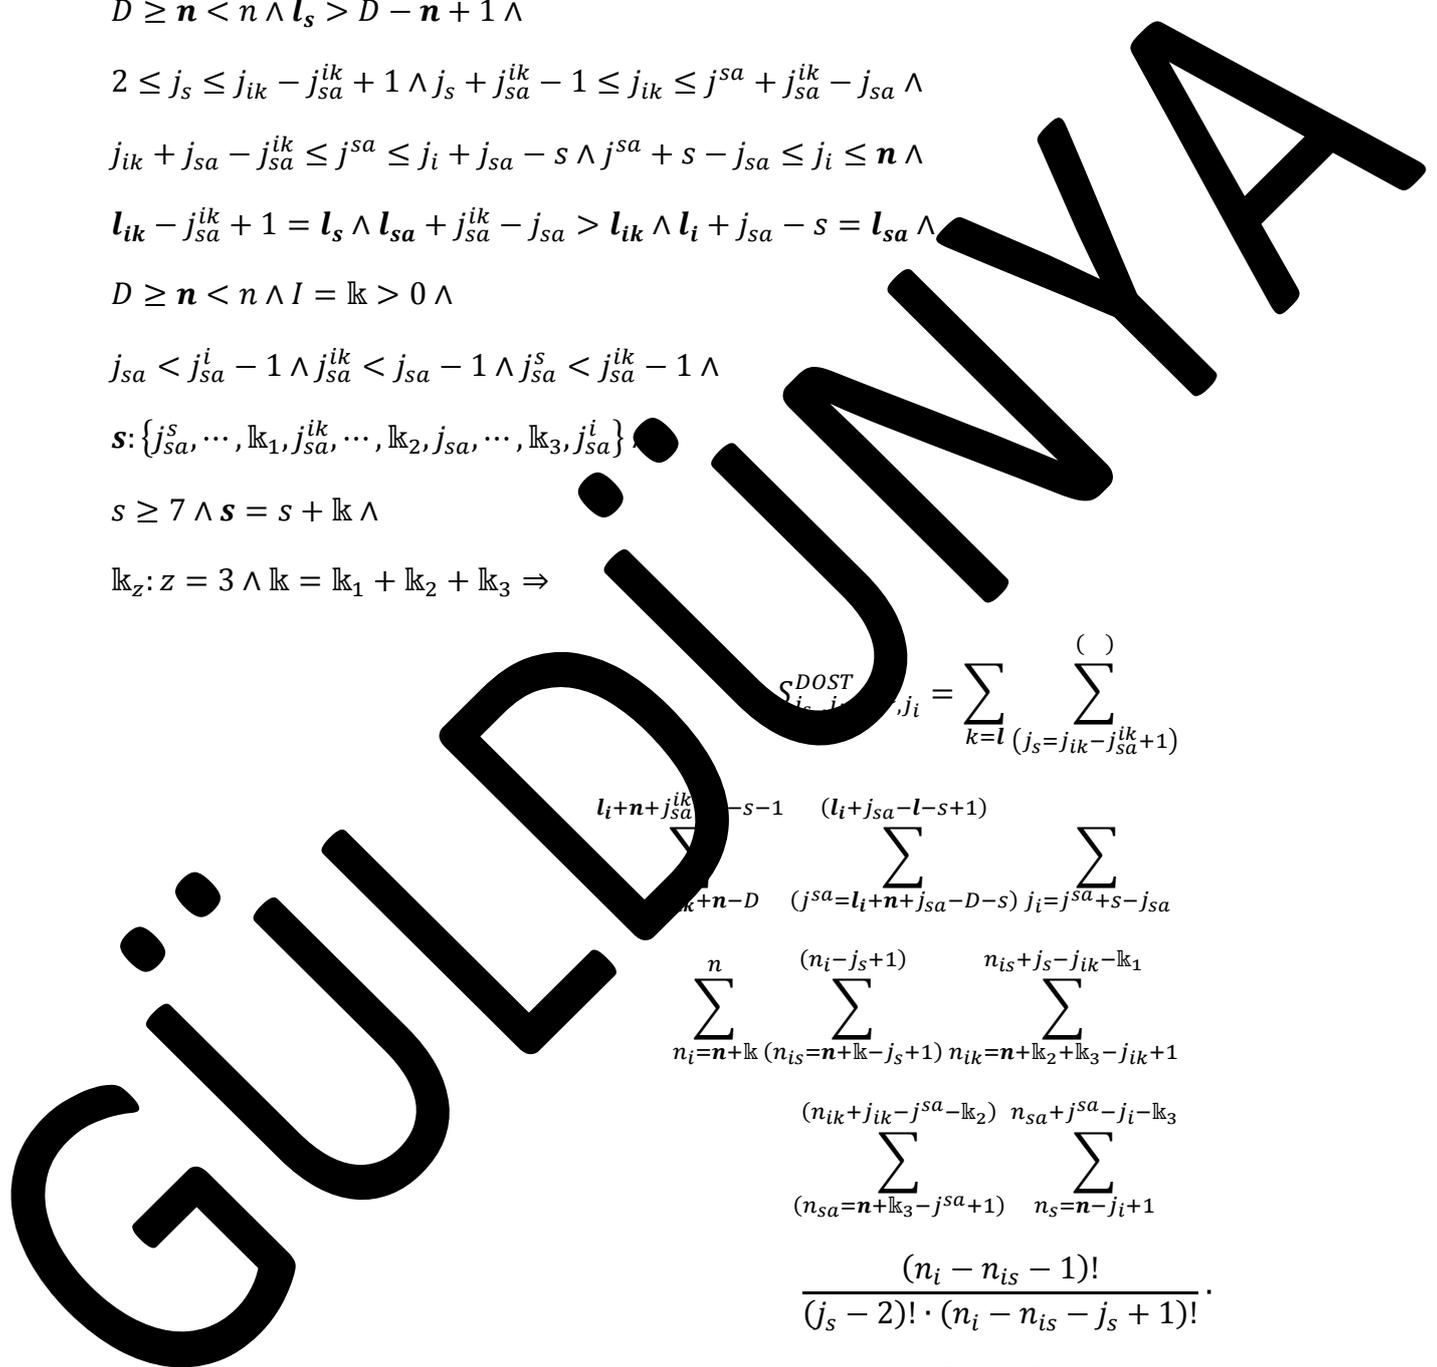 D ≥ 𝒏 < n ∧ 𝒍ₛ > D − 𝒏 + 1 ∧
2 ≤ j_s ≤ j_{ik} − j_{sa}^{ik} + 1 ∧ j_s + j_{sa}^{ik} − 1 ≤ j_{ik} ≤ j^{sa} + j_{sa}^{ik} − j_{sa} ∧
j_{ik} + j_{sa} − j_{sa}^{ik} ≤ j^{sa} ≤ j_i + j_{sa} − s ∧ j^{sa} + s − j_{sa} ≤ j_i ≤ 𝒏 ∧
𝒍_{ik} − j_{sa}^{ik} + 1 = 𝒍_s ∧ 𝒍_{sa} + j_{sa}^{ik} − j_{sa} > 𝒍_{ik} ∧ 𝒍_i + j_{sa} − s = 𝒍_{sa} ∧
D ≥ 𝒏 < n ∧ I = 𝕜 > 0 ∧
j_{sa} < j_{sa}^i − 1 ∧ j_{sa}^{ik} < j_{sa} − 1 ∧ j_{sa}^s < j_{sa}^{ik} − 1 ∧
𝒔: {j_{sa}^s, ⋯ , 𝕜_1, j_{sa}^{ik}, ⋯ , 𝕜_2, j_{sa}, ⋯ , 𝕜_3, j_{sa}^i}
s ≥ 7 ∧ 𝒔 = s + 𝕜 ∧
𝕜_z: z = 3 ∧ 𝕜 = 𝕜_1 + 𝕜_2 + 𝕜_3 ⇒
( )
S^{DOST} ,j_i = ∑ ∑
k=𝒍 (j_s=j_{ik}−j_{sa}^{ik}+1)
𝒍_i+𝒏+j_{sa}^{ik} −s−1 (𝒍_i+j_{sa}−𝒍−s+1)
∑ ∑ ∑
+𝒏−D (j^{sa}=𝒍_i+𝒏+j_{sa}−D−s) j_i=j^{sa}+s−j_{sa}
n (n_i−j_s+1) n_{is}+j_s−j_{ik}−𝕜_1
∑ ∑ ∑
n_i=𝒏+𝕜 (n_{is}=𝒏+𝕜−j_s+1) n_{ik}=𝒏+𝕜_2+𝕜_3−j_{ik}+1
(n_{ik}+j_{ik}−j^{sa}−𝕜_2) n_{sa}+j^{sa}−j_i−𝕜_3
∑ ∑
(n_{sa}=𝒏+𝕜_3−j^{sa}+1) n_s=𝒏−j_i+1
(n_i − n_{is} − 1)!
(j_s − 2)! · (n_i − n_{is} − j_s + 1)! ·
GÜLDÜNYA